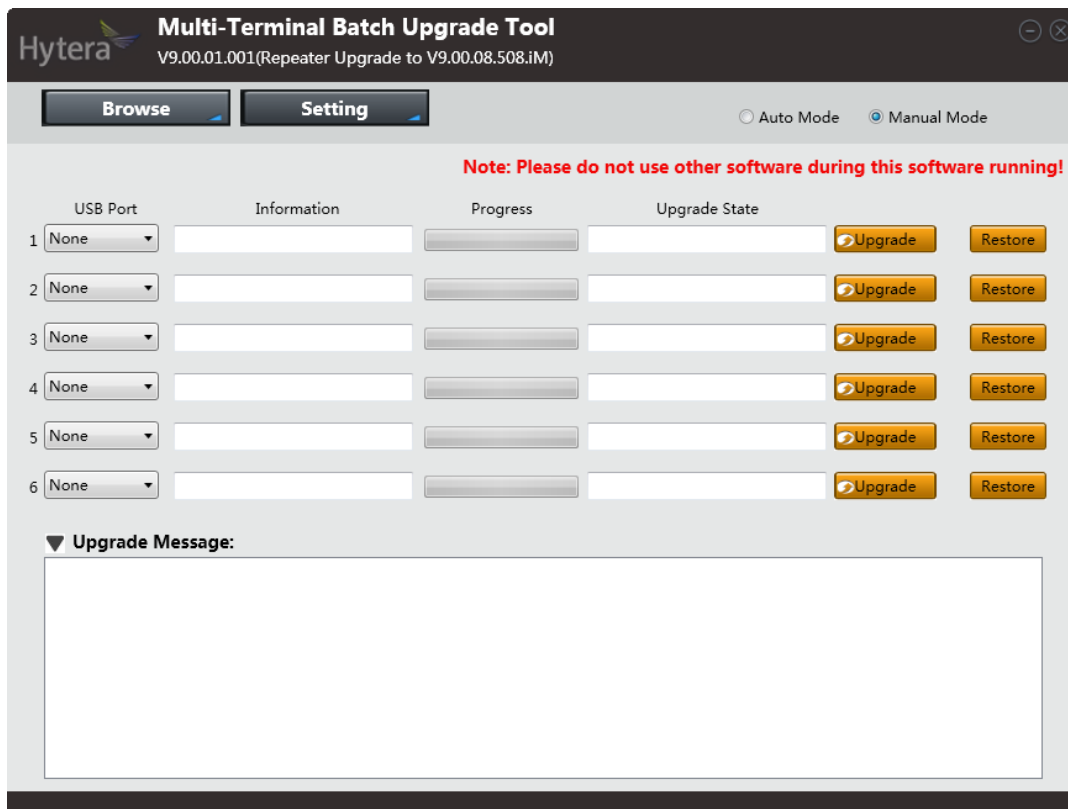 Hytera
Multi-Terminal Batch Upgrade Tool
V9.00.01.001(Repeater Upgrade to V9.00.08.508.iM)
Browse Setting Auto Mode Manual Mode
Note: Please do not use other software during this software running!
USB Port Information Progress Upgrade State
1 None Upgrade Restore
2 None Upgrade Restore
3 None Upgrade Restore
4 None Upgrade Restore
5 None Upgrade Restore
6 None Upgrade Restore
Upgrade Message: